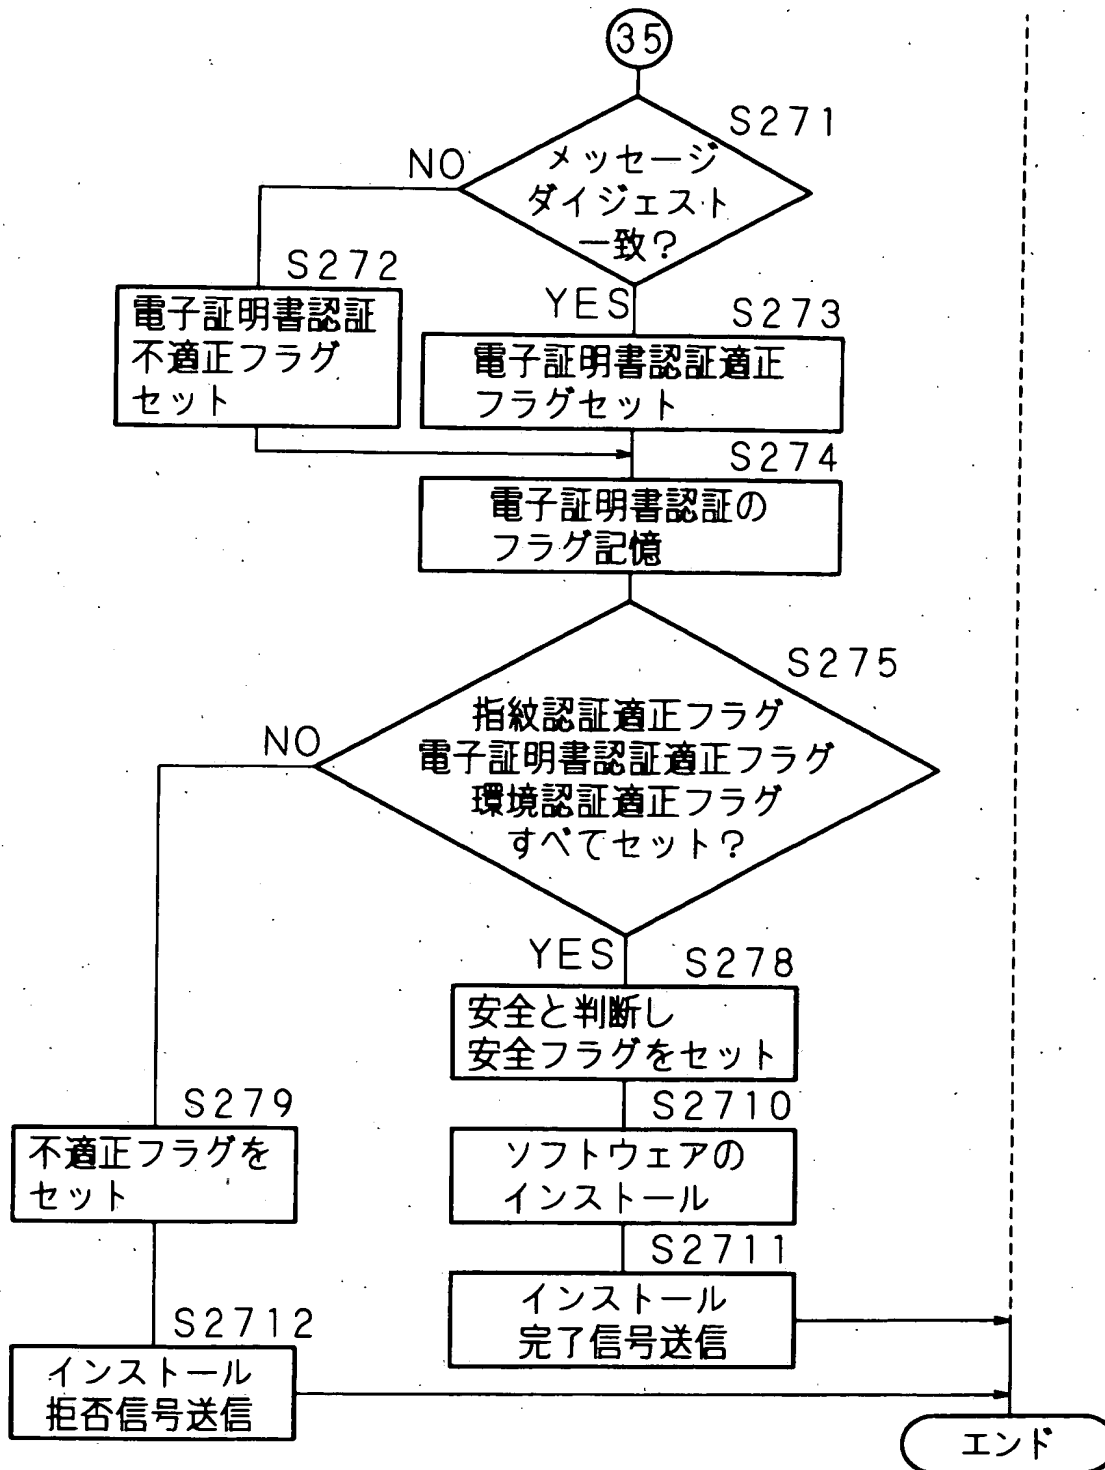 35
S271
NO
メッセージ
ダイジェスト
一致?
S272
YES
S273
電子証明書認証
不適正フラグ
セット
電子証明書認証適正
フラグセット
S274
電子証明書認証の
フラグ記憶
S275
NO
指紋認証適正フラグ
電子証明書認証適正フラグ
環境認証適正フラグ
すべてセット?
YES
S278
安全と判断し
安全フラグをセット
S279
S2710
不適正フラグを
セット
ソフトウェアの
インストール
S2711
インストール
完了信号送信
S2712
インストール
拒否信号送信
エンド